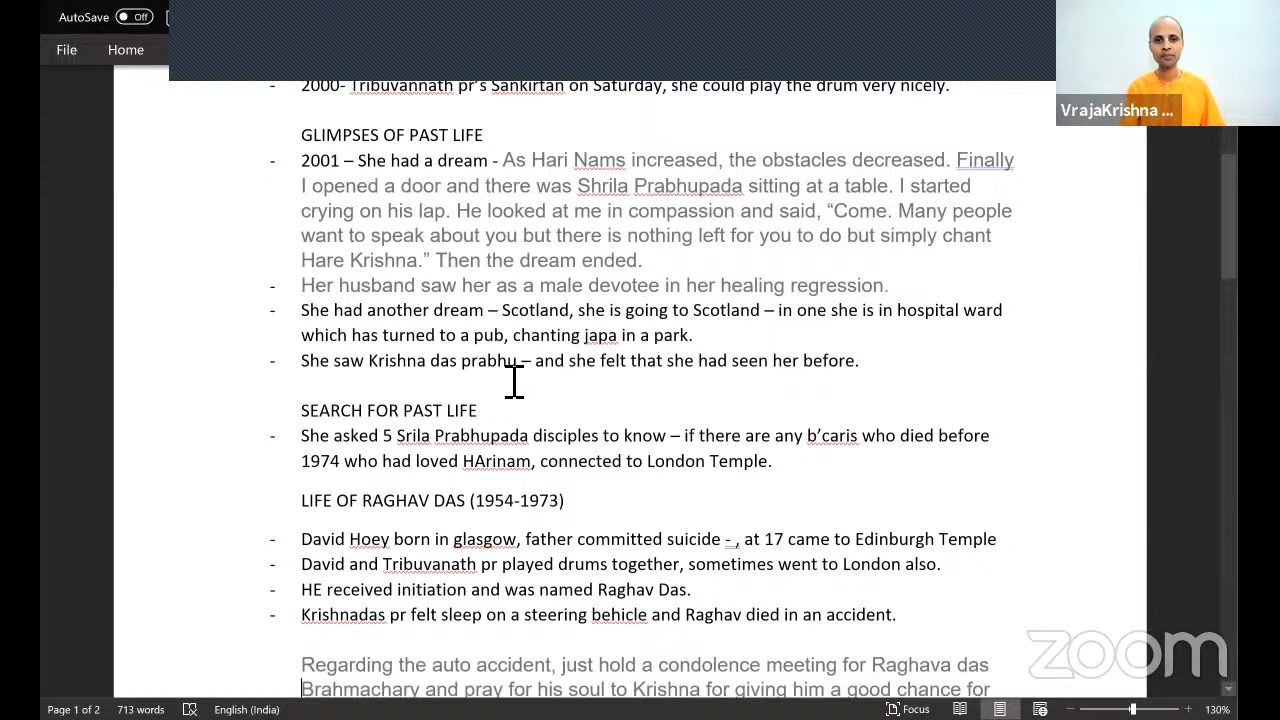 AutoSave Off
File Home
VrajaKrishna ...
- 2000- Tribuvannath pr's Sankirtan on Saturday, she could play the drum very nicely.
GLIMPSES OF PAST LIFE
- 2001 – She had a dream - As Hari Nams increased, the obstacles decreased. Finally
I opened a door and there was Shrila Prabhupada sitting at a table. I started
crying on his lap. He looked at me in compassion and said, “Come. Many people
want to speak about you but there is nothing left for you to do but simply chant
Hare Krishna.” Then the dream ended.
- Her husband saw her as a male devotee in her healing regression.
- She had another dream – Scotland, she is going to Scotland – in one she is in hospital ward
which has turned to a pub, chanting japa in a park.
- She saw Krishna das prabhu – and she felt that she had seen her before.
SEARCH FOR PAST LIFE
- She asked 5 Srila Prabhupada disciples to know – if there are any b’caris who died before
1974 who had loved HArinam, connected to London Temple.
LIFE OF RAGHAV DAS (1954-1973)
- David Hoey born in glasgow, father committed suicide - , at 17 came to Edinburgh Temple
- David and Tribuvanath pr played drums together, sometimes went to London also.
- HE received initiation and was named Raghav Das.
- Krishnadas pr felt sleep on a steering behicle and Raghav died in an accident.
Regarding the auto accident, just hold a condolence meeting for Raghava das
Brahmachary and pray for his soul to Krishna for giving him a good chance for
zoom
Page 1 of 2 713 words English (India) Focus 130%